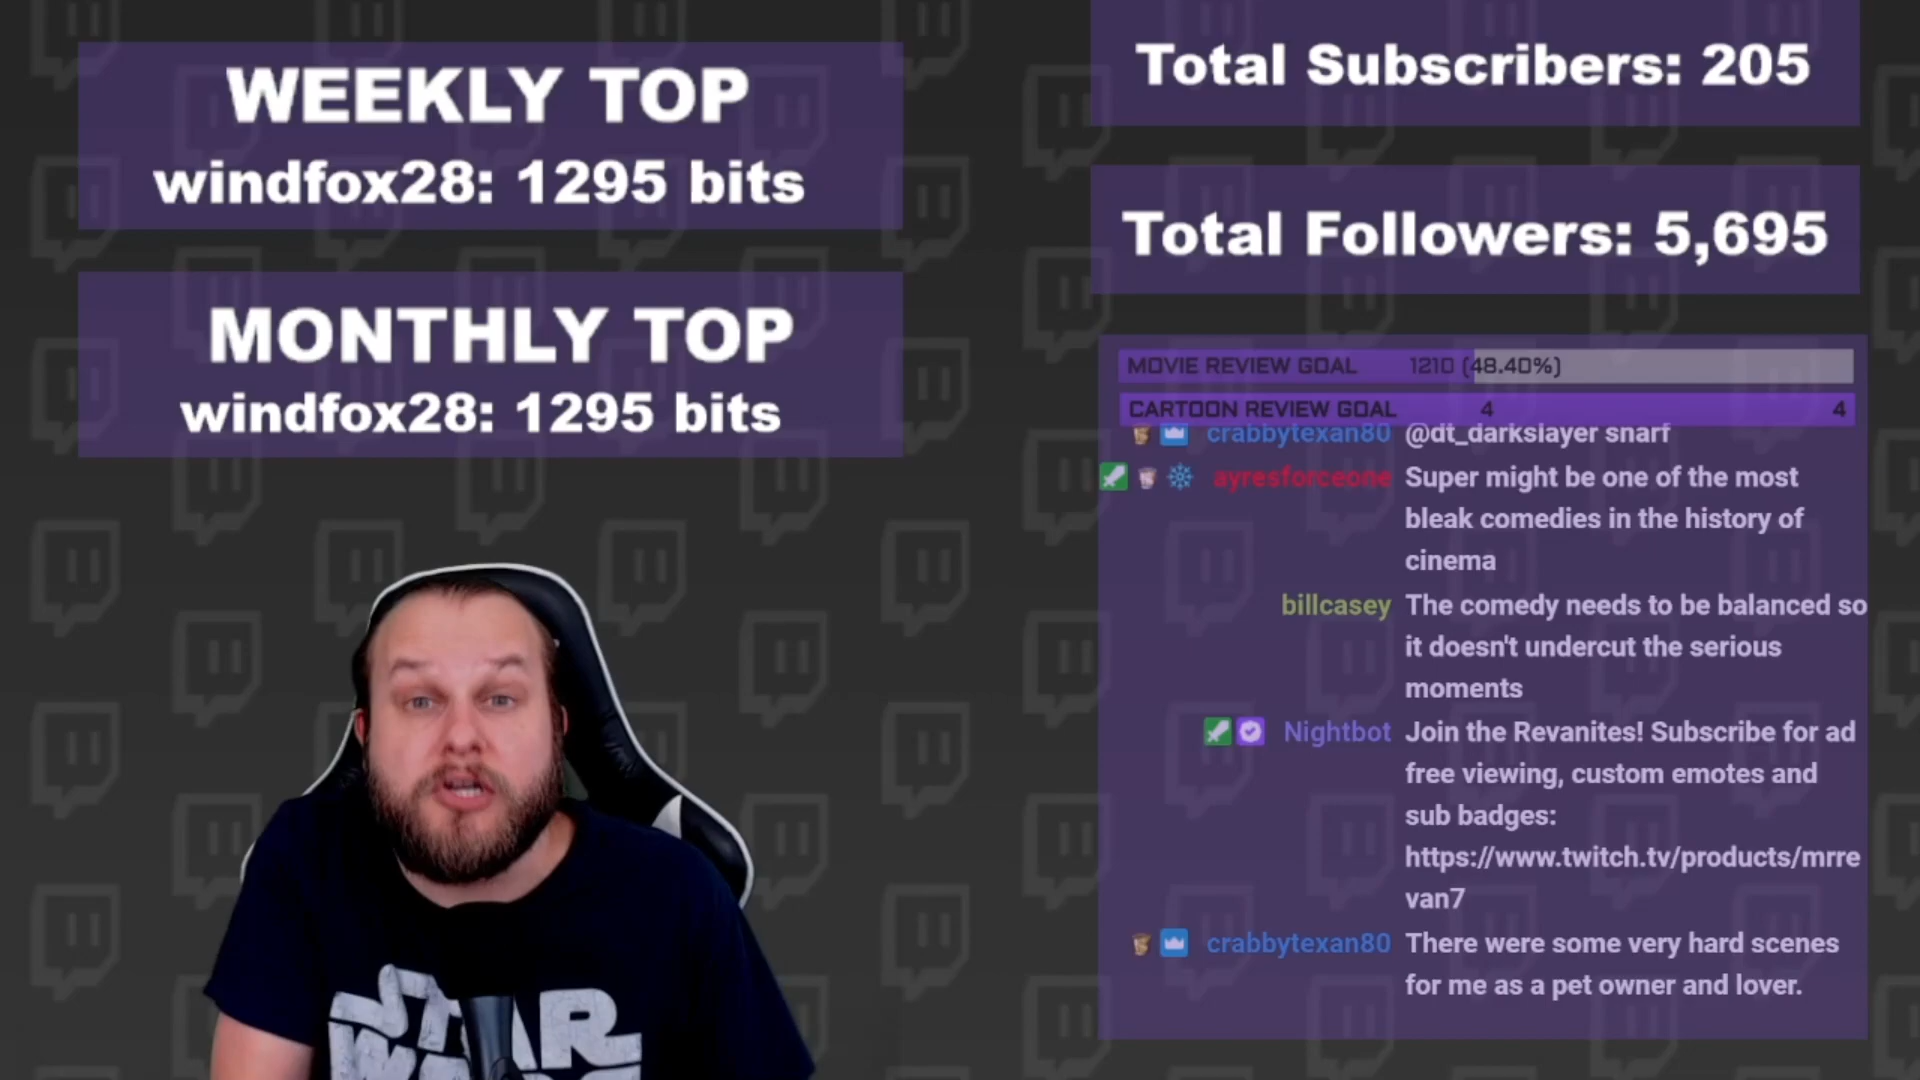 WEEKLY TOP
windfox28: 1295 bits
MONTHLY TOP
windfox28: 1295 bits
Total Subscribers: 205
Total Followers: 5,695
MOVIE REVIEW GOAL 1210 (48.40%)
CARTOON REVIEW GOAL 4 4
crabbytexan80 @dt_darkslayer snarf
ayresforceone Super might be one of the most
bleak comedies in the history of
cinema
billcasey The comedy needs to be balanced so
it doesn't undercut the serious
moments
Nightbot Join the Revanites! Subscribe for ad
free viewing, custom emotes and
sub badges:
https://www.twitch.tv/products/mrre
van7
crabbytexan80 There were some very hard scenes
for me as a pet owner and lover.
STAR